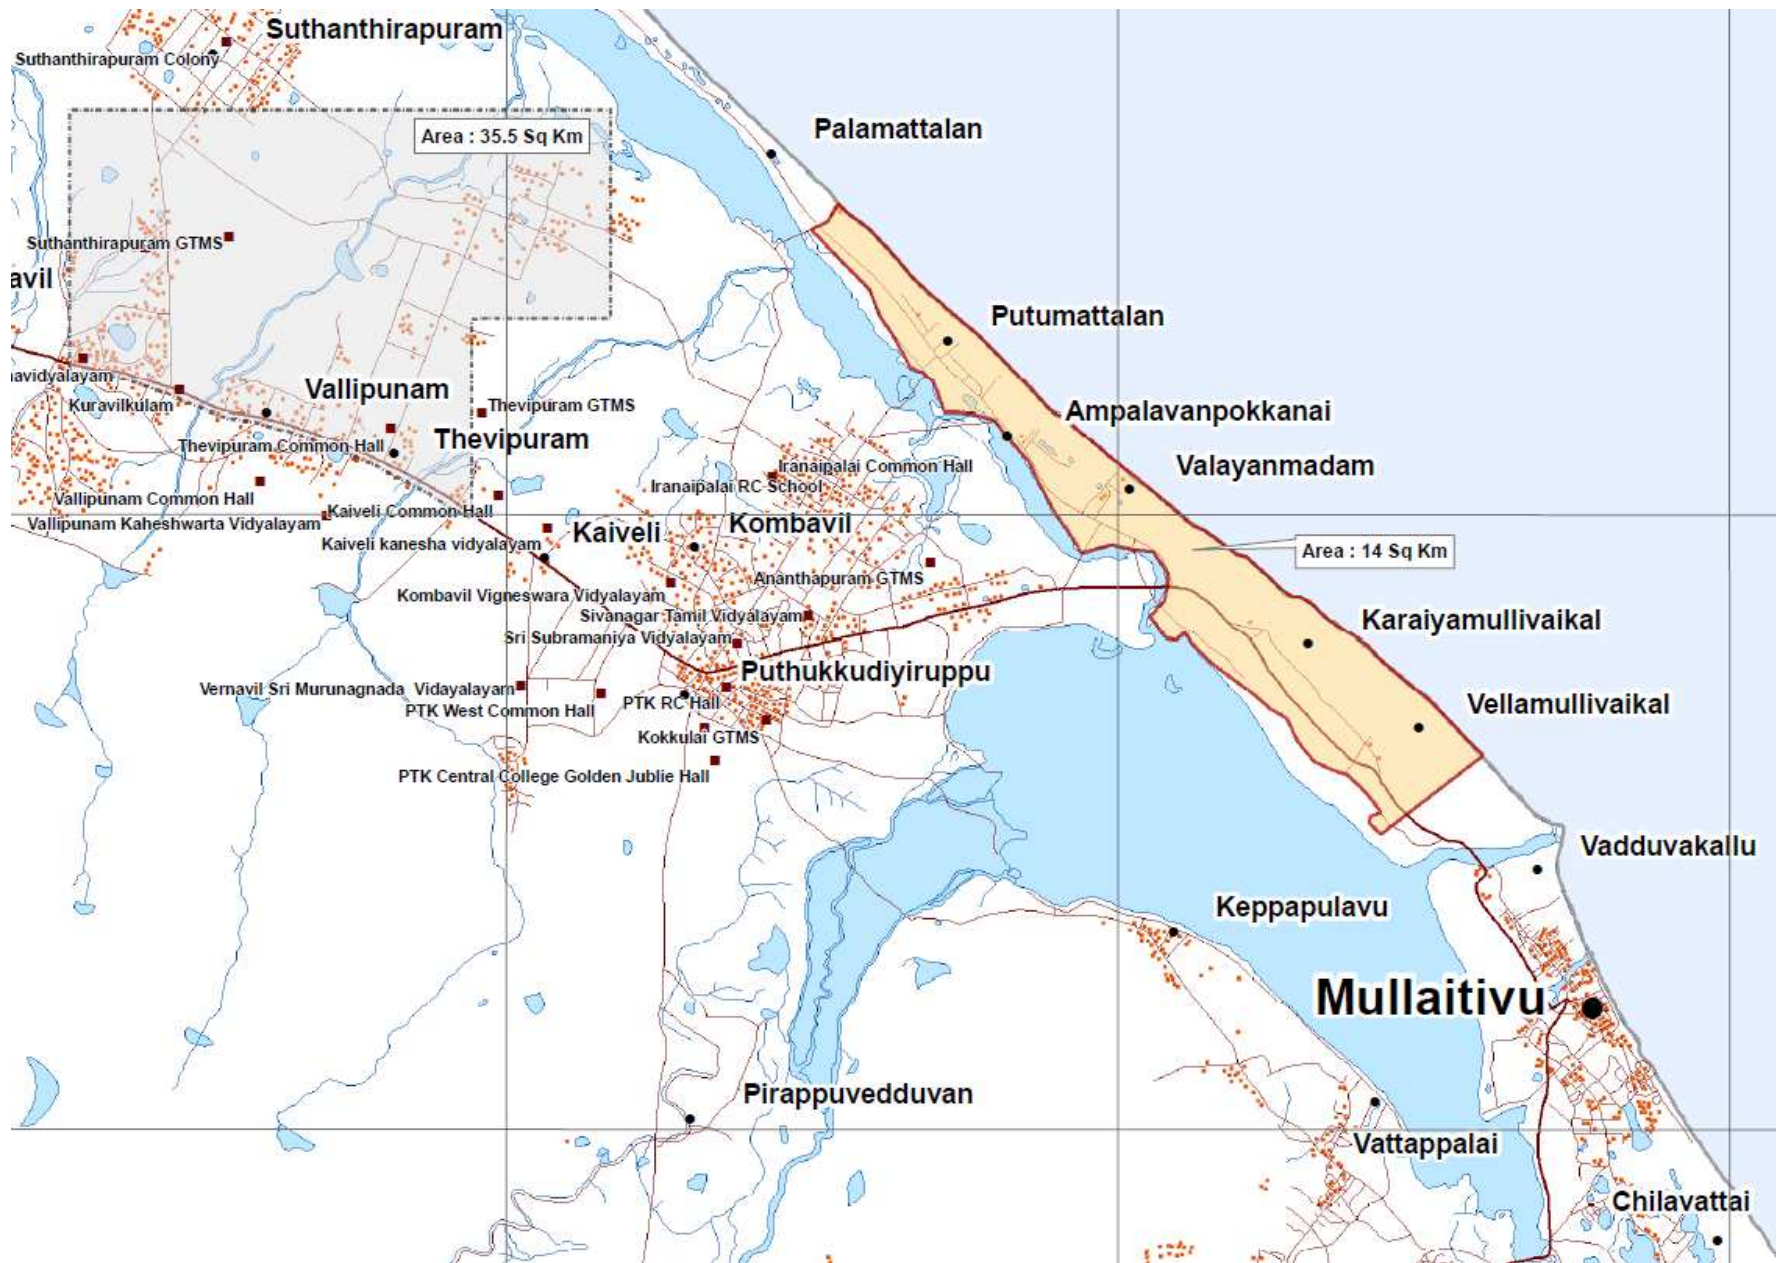 Suthanthirapuram
Suthanthirapuram Colony
Area : 35.5 Sq Km
Palamattalan
Suthanthirapuram GTMS
avil
Putumattalan
navidyalayam
Kuravilkulam
Vallipunam
Thevipuram GTMS
Ampalavanpokkanai
Thevipuram Common Hall
Thevipuram
Iranaipalai Common Hall
Valayanmadam
Iranaipalai RC School
Vallipunam Common Hall
Kaiveli Common Hall
Vallipunam Kaheshwarta Vidyalayam
Kaiveli
Kombavil
Kaiveli kanesha vidyalayam
Area : 14 Sq Km
Ananthapuram GTMS
Kombavil Vigneswara Vidyalayam
Sivanagar Tamil Vidyalayam
Karaiyamullivaikal
Sri Subramaniya Vidyalayam
Puthukkudiyiruppu
Vernavil Sri Murunagnada Vidayalayam
PTK West Common Hall
PTK RC Hall
Vellamullivaikal
Kokkulai GTMS
PTK Central College Golden Jublie Hall
Vadduvakallu
Keppapulavu
Mullaitivu
Pirappuvedduvan
Vattappalai
Chilavattai